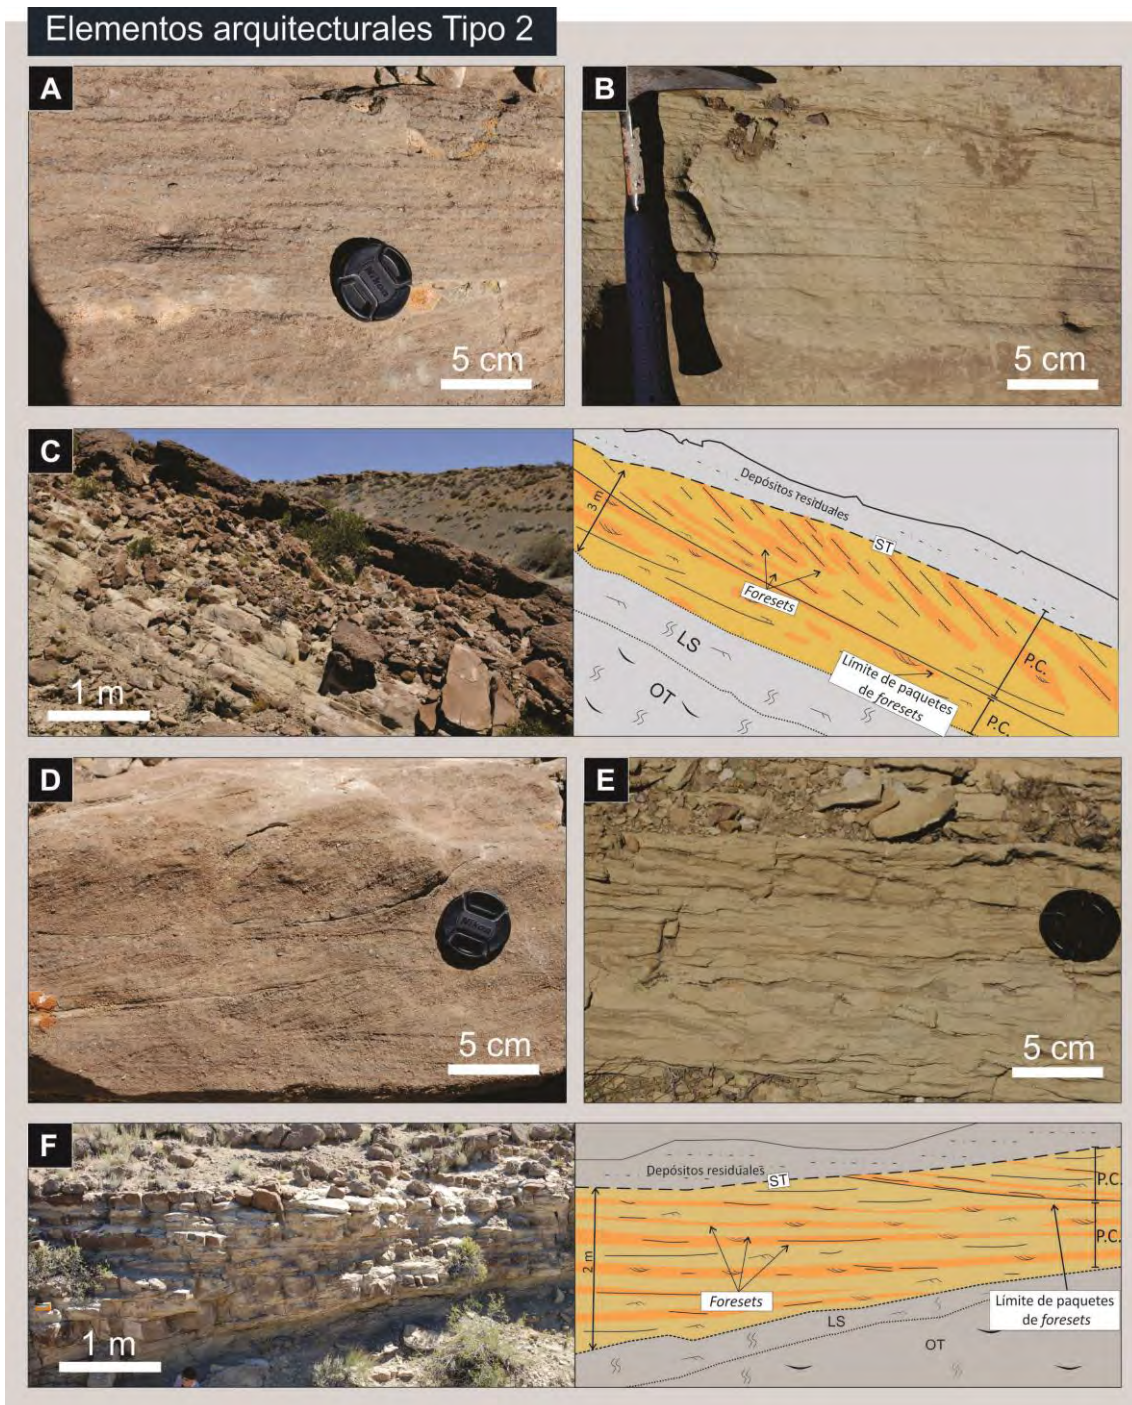 Elementos arquitecturales Tipo 2
A
Nikon
5 cm
B
5 cm
C
1 m
Depósitos residuales
3 m
ST
Foresets
LS
OT
Límite de paquetes
de foresets
P.C.
P.C.
D
Nikon
5 cm
E
5 cm
F
1 m
Depósitos residuales
ST
2 m
Foresets
LS
OT
P.C.
P.C.
Límite de paquetes
de foresets